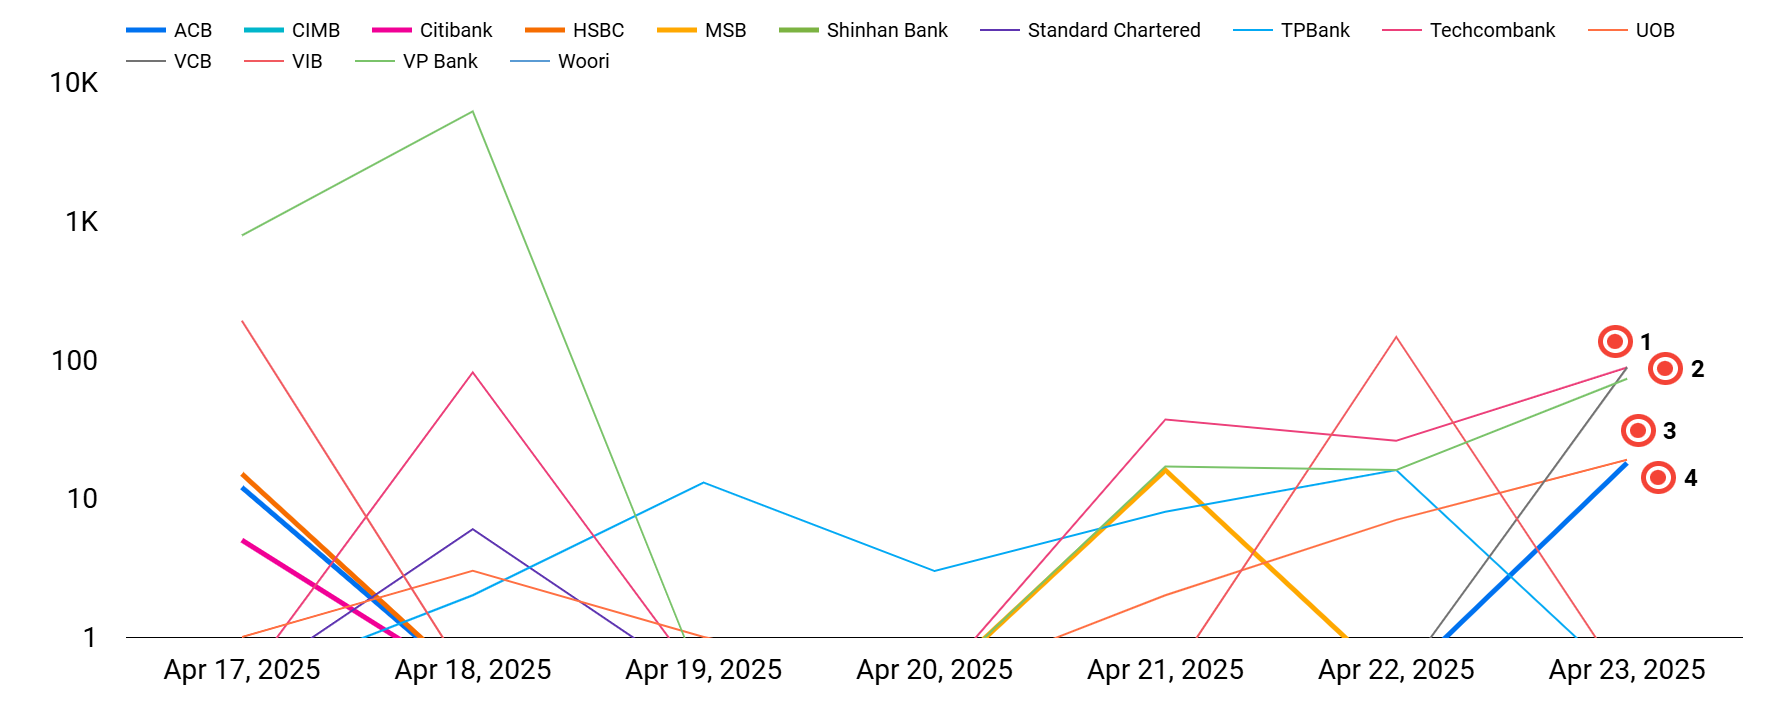 ACB CIMB Citibank HSBC MSB Shinhan Bank Standard Chartered TPBank Techcombank UOB
VCB VIB VP Bank Woori
10K
1K
100
10
1
1
2
3
4
Apr 17, 2025 Apr 18, 2025 Apr 19, 2025 Apr 20, 2025 Apr 21, 2025 Apr 22, 2025 Apr 23, 2025